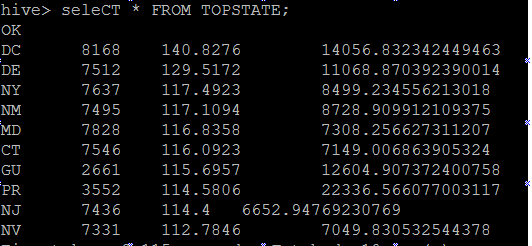 hive> seleCT * FROM TOPSTATE;
OK
DC 8168 140.8276 14056.832342449463
DE 7512 129.5172 11068.870392390014
NY 7637 117.4923 8499.234556213018
NM 7495 117.1094 8728.909912109375
MD 7828 116.8358 7308.256627311207
CT 7546 116.0923 7149.006863905324
GU 2661 115.6957 12604.907372400758
PR 3552 114.5806 22336.566077003117
NJ 7436 114.4 6652.94769230769
NV 7331 112.7846 7049.830532544378